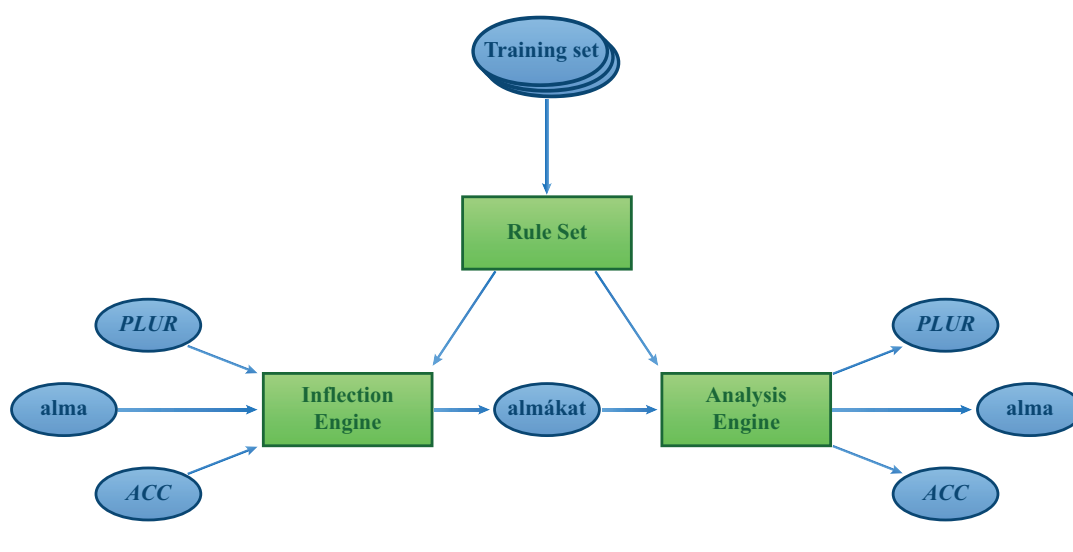 Training set
Rule Set
PLUR
PLUR
alma
Inflection
Engine
almákat
Analysis
Engine
alma
ACC
ACC